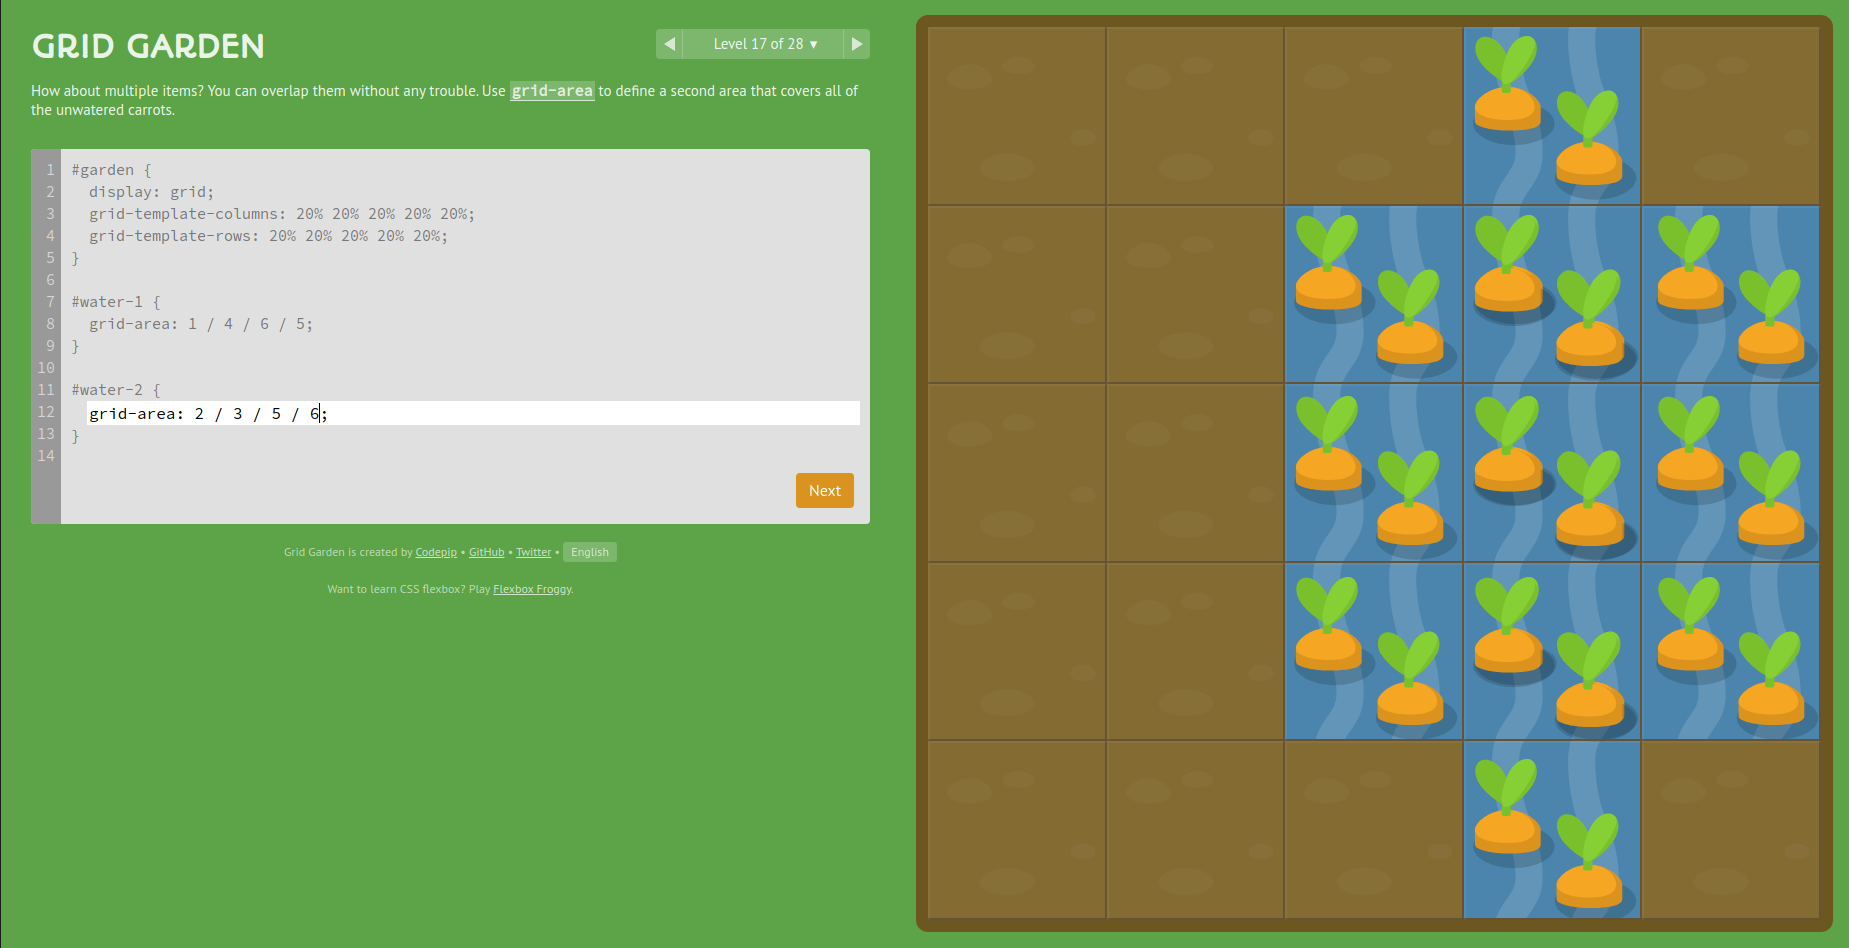 GRID GARDEN
◀ Level 17 of 28 ▾ ▶
How about multiple items? You can overlap them without any trouble. Use grid-area to define a second area that covers all of
the unwatered carrots.
1 #garden {
2 display: grid;
3 grid-template-columns: 20% 20% 20% 20% 20%;
4 grid-template-rows: 20% 20% 20% 20% 20%;
5 }
6
7 #water-1 {
8 grid-area: 1 / 4 / 6 / 5;
9 }
10
11 #water-2 {
12 grid-area: 2 / 3 / 5 / 6;
13 }
14
Next
Grid Garden is created by Codepip • GitHub • Twitter • English
Want to learn CSS flexbox? Play Flexbox Froggy.